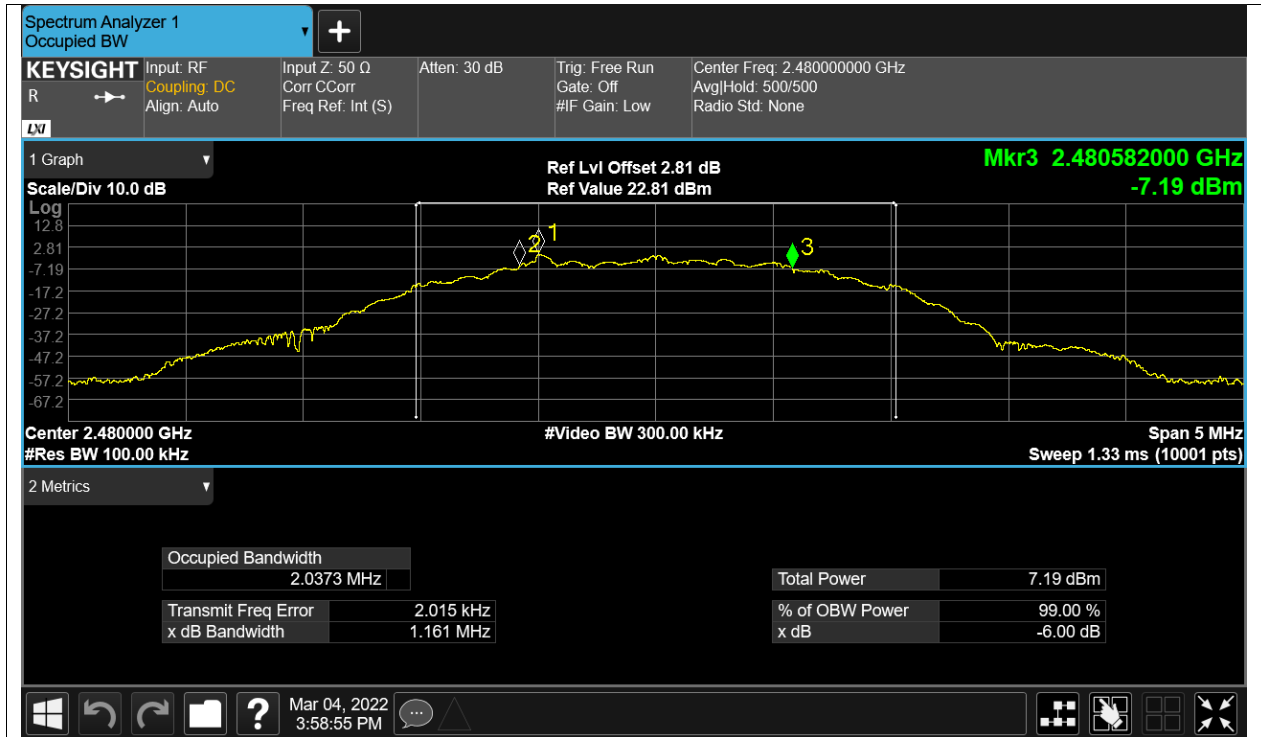 Spectrum Analyzer 1
Occupied BW
KEYSIGHT
R
LXI
Input: RF
Coupling: DC
Align: Auto
Input Z: 50 Ω
Corr CCorr
Freq Ref: Int (S)
Atten: 30 dB
Trig: Free Run
Gate: Off
#IF Gain: Low
Center Freq: 2.480000000 GHz
Avg|Hold: 500/500
Radio Std: None
1 Graph
Scale/Div 10.0 dB
Ref Lvl Offset 2.81 dB
Ref Value 22.81 dBm
Mkr3 2.480582000 GHz
-7.19 dBm
Log
12.8
2.81
-7.19
-17.2
-27.2
-37.2
-47.2
-57.2
-67.2
2
1
3
Center 2.480000 GHz
#Video BW 300.00 kHz
Span 5 MHz
#Res BW 100.00 kHz
Sweep 1.33 ms (10001 pts)
2 Metrics
Occupied Bandwidth
2.0373 MHz
Transmit Freq Error 2.015 kHz
x dB Bandwidth 1.161 MHz
Total Power 7.19 dBm
% of OBW Power 99.00 %
x dB -6.00 dB
Mar 04, 2022
3:58:55 PM